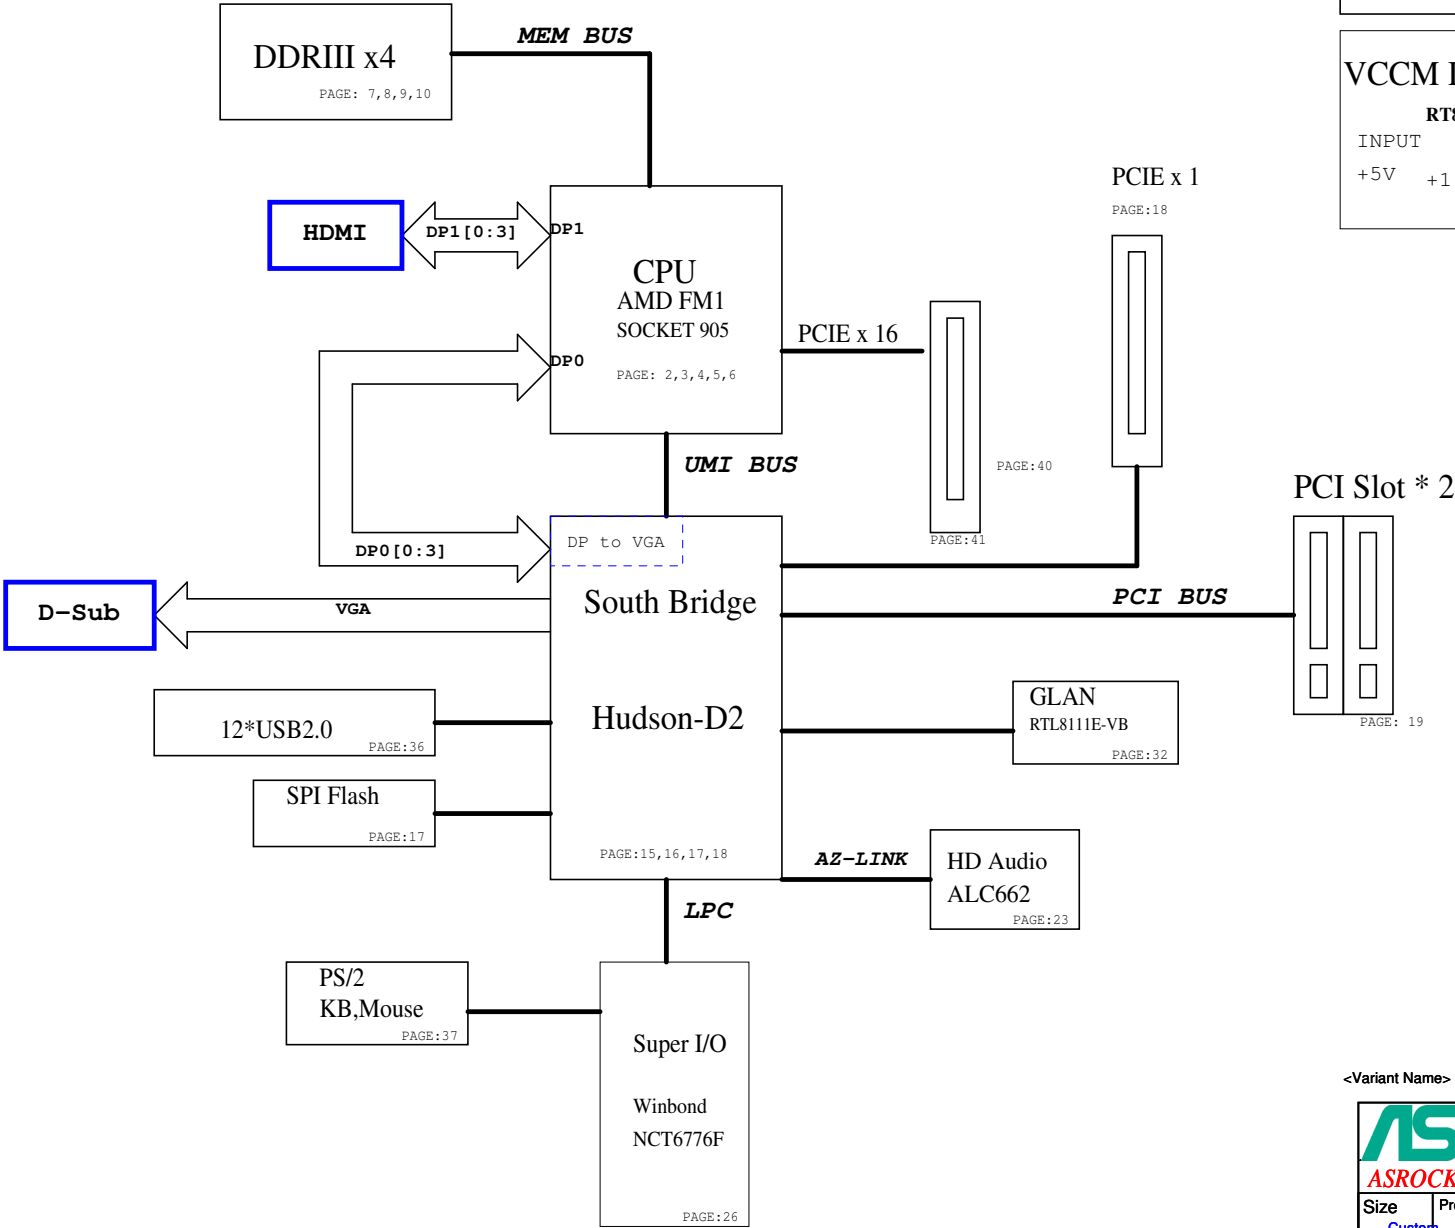 DDRIII x4
PAGE: 7,8,9,10
MEM BUS
VCCM
INPUT
+5V
+1
PCIE x 1
PAGE:18
HDMI
DP1[0:3]
DP1
CPU
AMD FM1
SOCKET 905
PAGE: 2,3,4,5,6
DP0
PCIE x 16
PAGE:40
PAGE:41
UMI BUS
PCI Slot * 2
PAGE: 19
DP to VGA
DP0[0:3]
South Bridge
Hudson-D2
PAGE:15,16,17,18
D-Sub
VGA
PCI BUS
12*USB2.0
PAGE:36
GLAN
RTL8111E-VB
PAGE:32
SPI Flash
PAGE:17
AZ-LINK
HD Audio
ALC662
PAGE:23
LPC
PS/2
KB,Mouse
PAGE:37
Super I/O
Winbond
NCT6776F
PAGE:26
<Variant Name>
ASROCK
Size
Custom